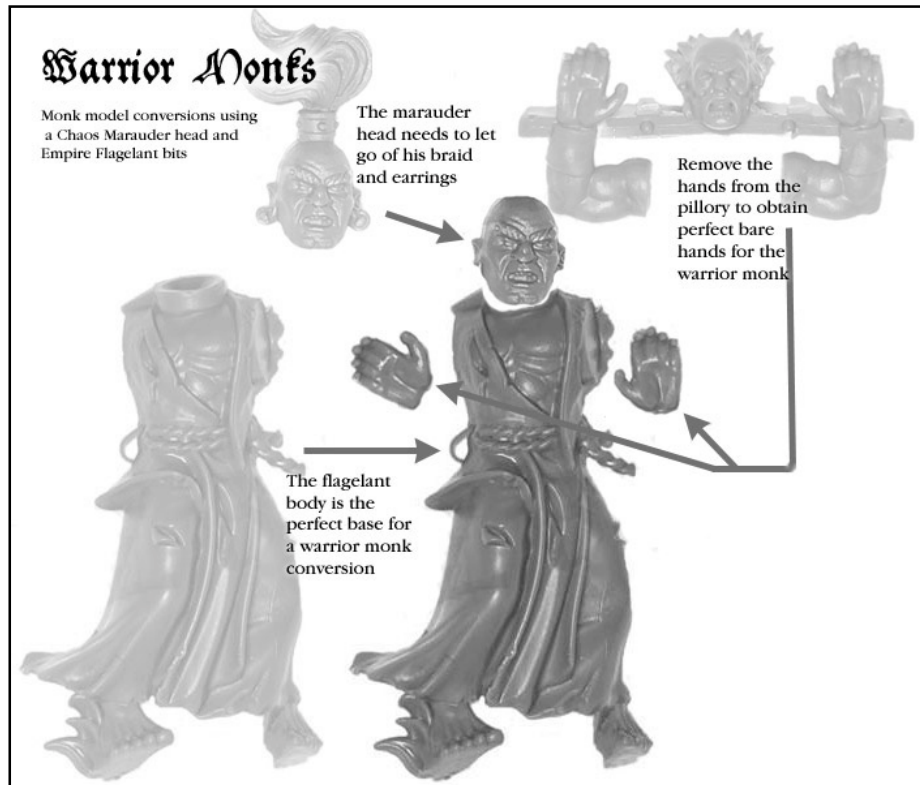 Warrior Monks
Monk model conversions using
a Chaos Marauder head and
Empire Flagelant bits
The marauder
head needs to let
go of his braid
and earrings
Remove the
hands from the
pillory to obtain
perfect bare
hands for the
warrior monk
The flagelant
body is the
perfect base for
a warrior monk
conversion